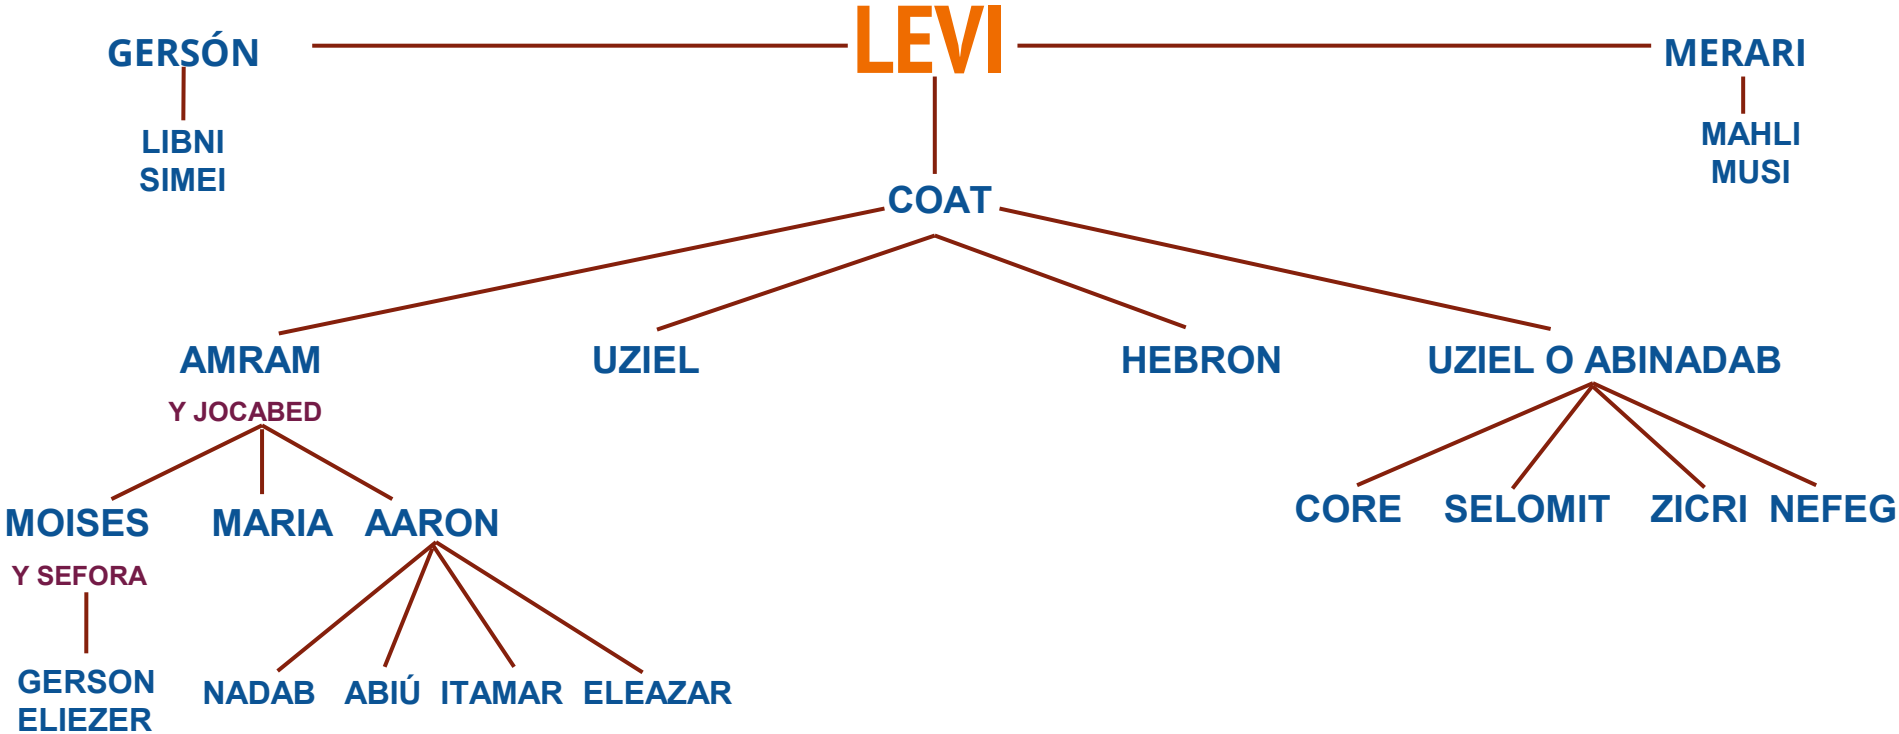 LEVI
GERSÓN
MERARI
LIBNI
SIMEI
MAHLI
MUSI
COAT
AMRAM
Y JOCABED
UZIEL
HEBRON
UZIEL O ABINADAB
MOISES
Y SEFORA
MARIA
AARON
CORE
SELOMIT
ZICRI
NEFEG
GERSON
ELIEZER
NADAB
ABIÚ
ITAMAR
ELEAZAR